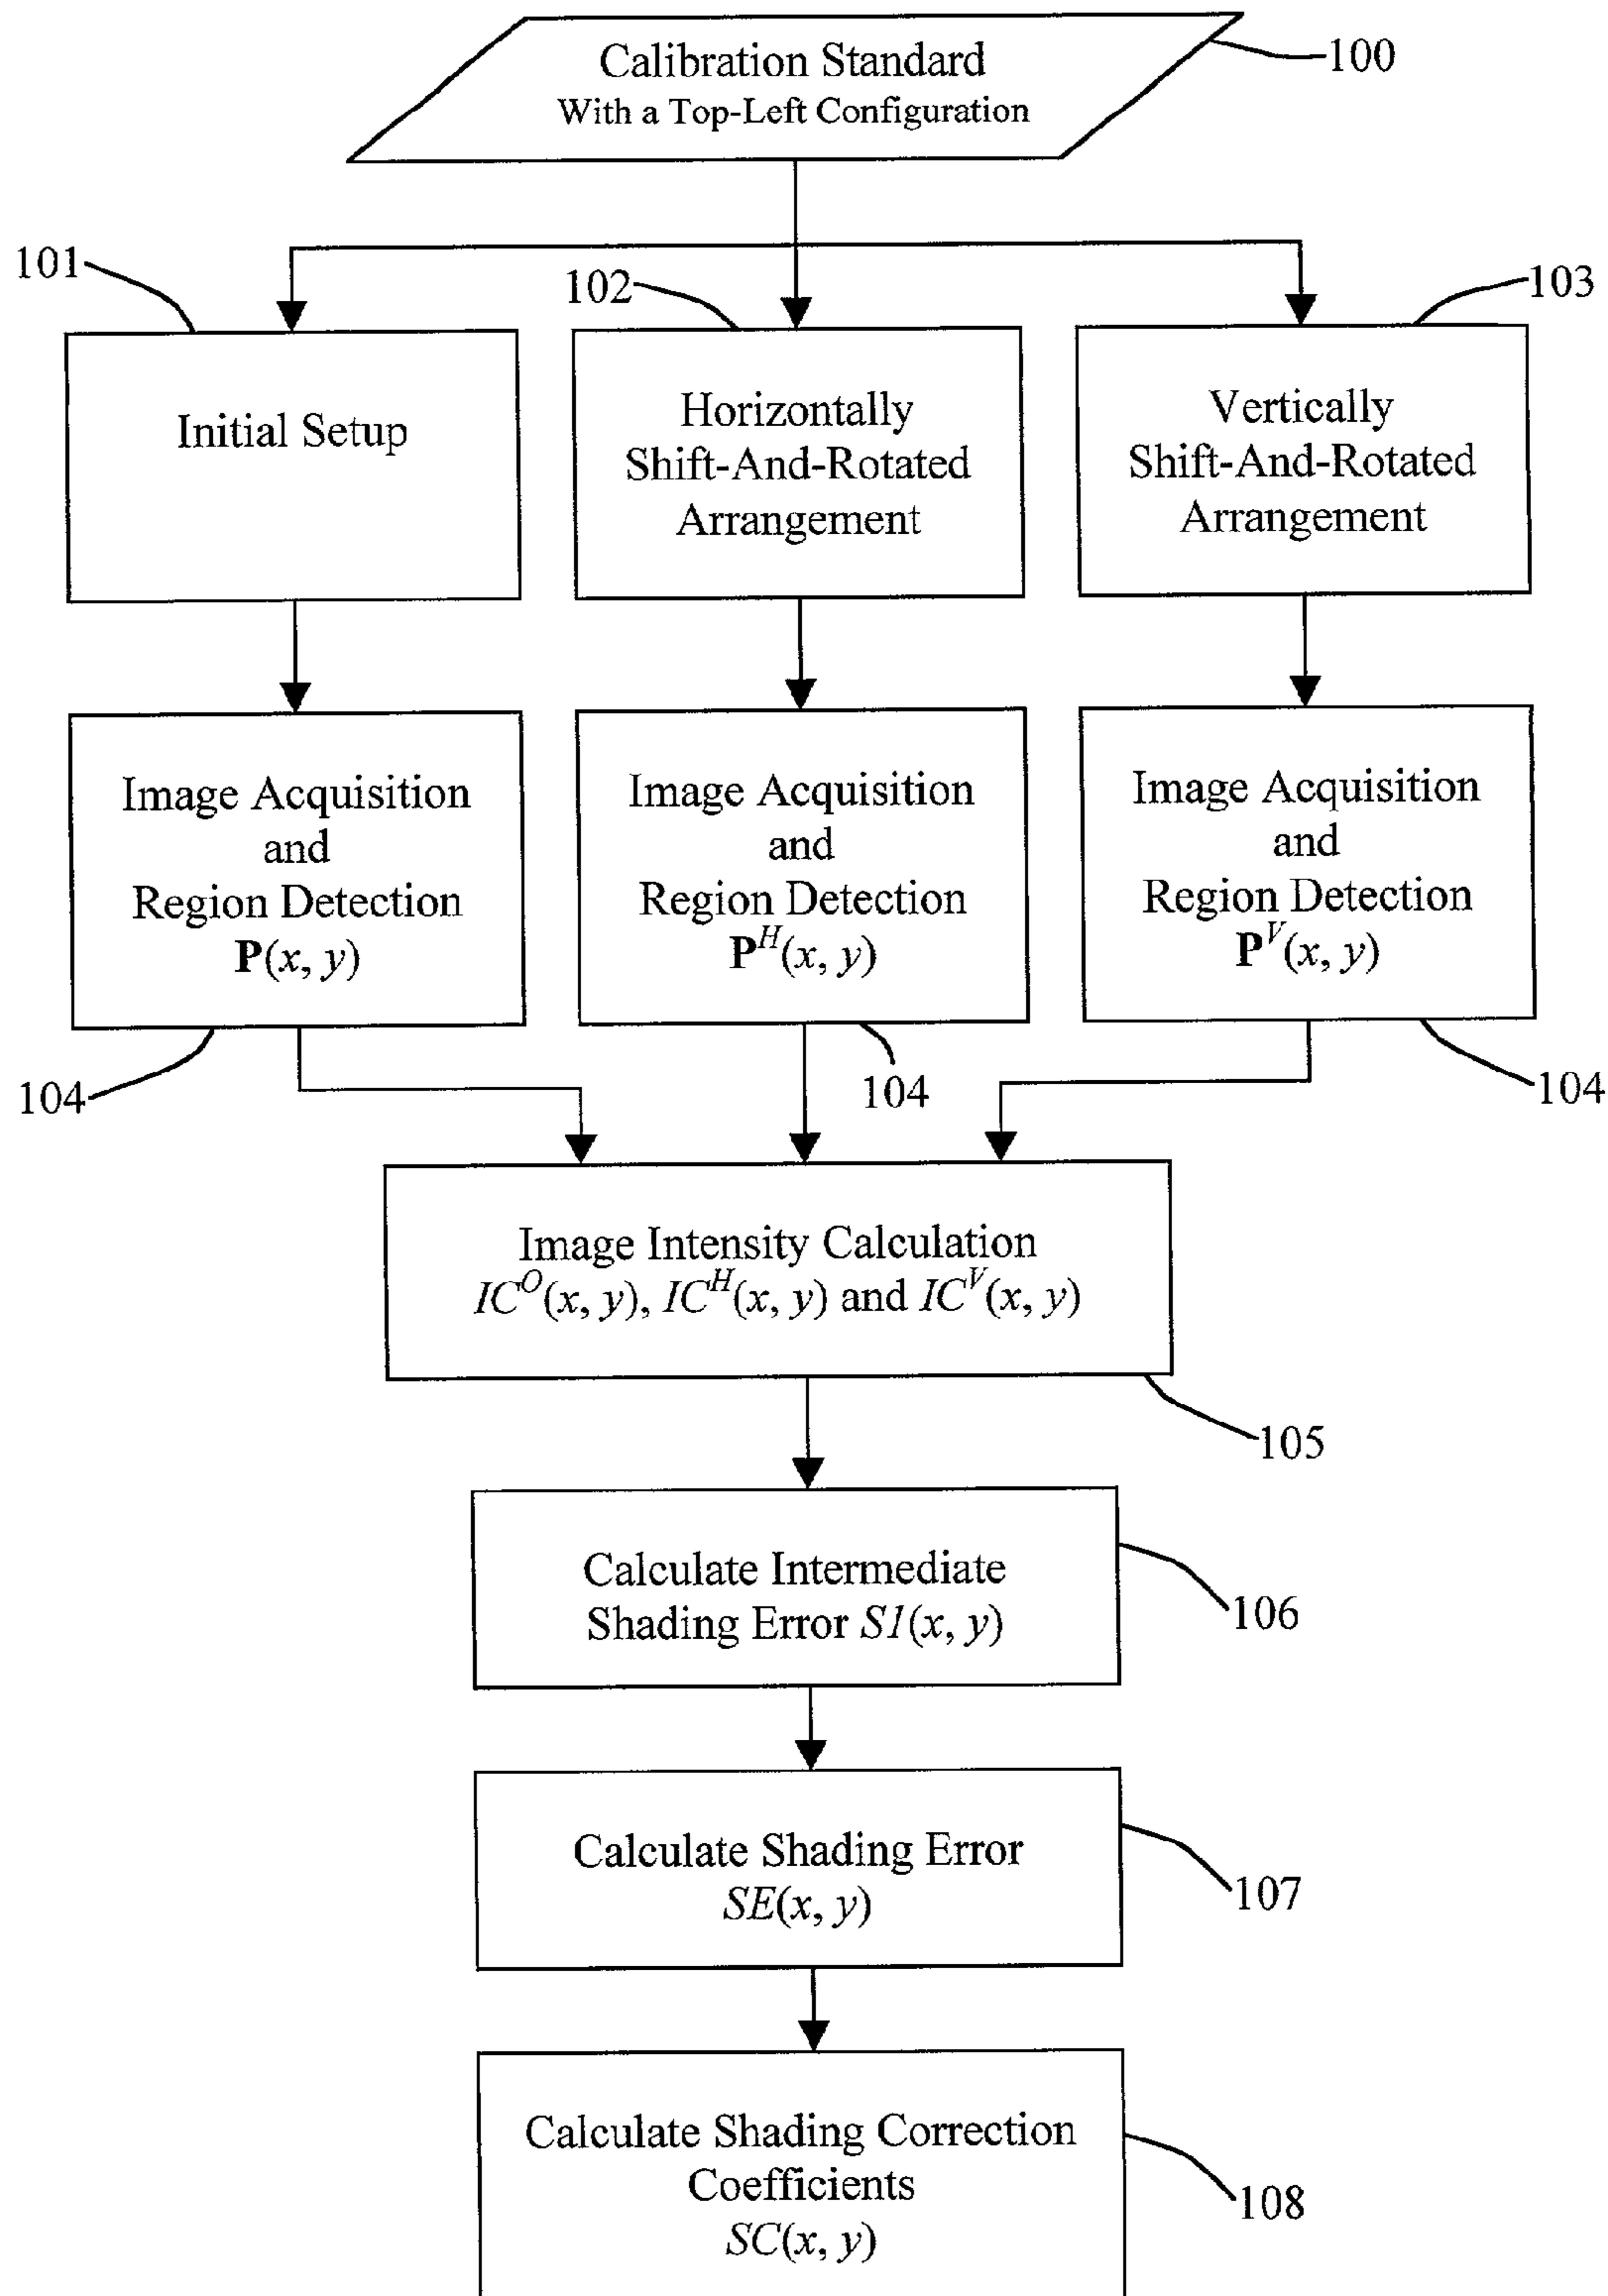 Calibration Standard
With a Top-Left Configuration
100
101
102
103
Initial Setup
Horizontally
Shift-And-Rotated
Arrangement
Vertically
Shift-And-Rotated
Arrangement
Image Acquisition
and
Region Detection
P(x, y)
Image Acquisition
and
Region Detection
P^H(x, y)
Image Acquisition
and
Region Detection
P^V(x, y)
104
104
104
Image Intensity Calculation
IC^O(x, y), IC^H(x, y) and IC^V(x, y)
105
Calculate Intermediate
Shading Error S1(x, y)
106
Calculate Shading Error
SE(x, y)
107
Calculate Shading Correction
Coefficients
SC(x, y)
108